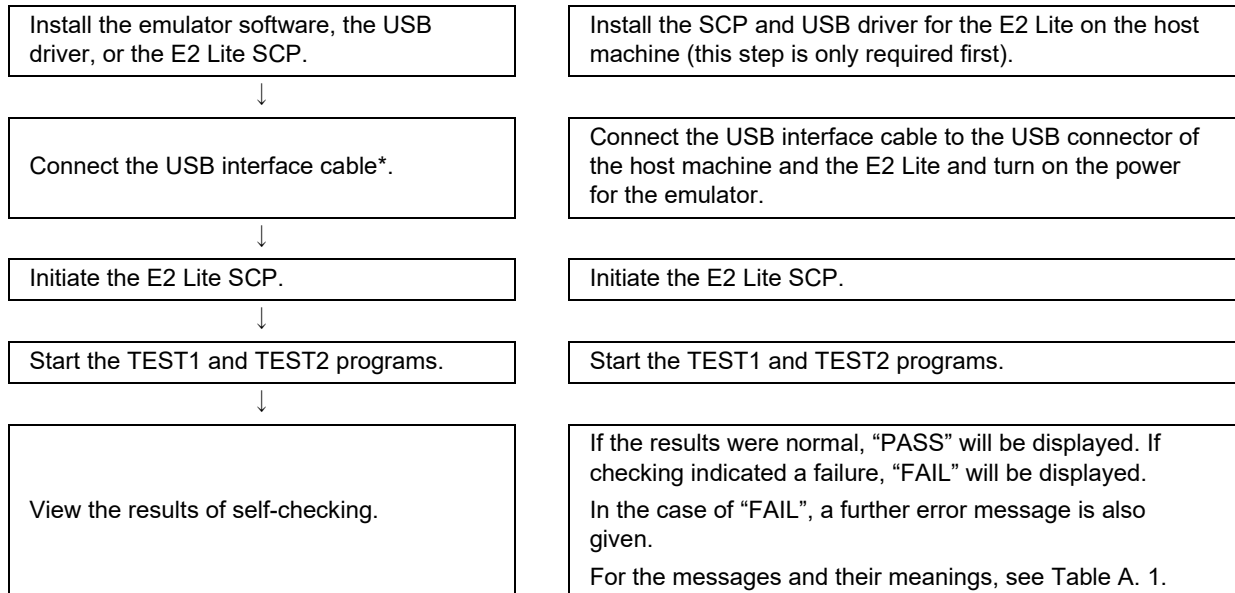 Install the emulator software, the USB
driver, or the E2 Lite SCP.
Install the SCP and USB driver for the E2 Lite on the host
machine (this step is only required first).
↓
Connect the USB interface cable*.
Connect the USB interface cable to the USB connector of
the host machine and the E2 Lite and turn on the power
for the emulator.
↓
Initiate the E2 Lite SCP.
Initiate the E2 Lite SCP.
↓
Start the TEST1 and TEST2 programs.
Start the TEST1 and TEST2 programs.
↓
View the results of self-checking.
If the results were normal, “PASS” will be displayed. If
checking indicated a failure, “FAIL” will be displayed.
In the case of “FAIL”, a further error message is also
given.
For the messages and their meanings, see Table A. 1.